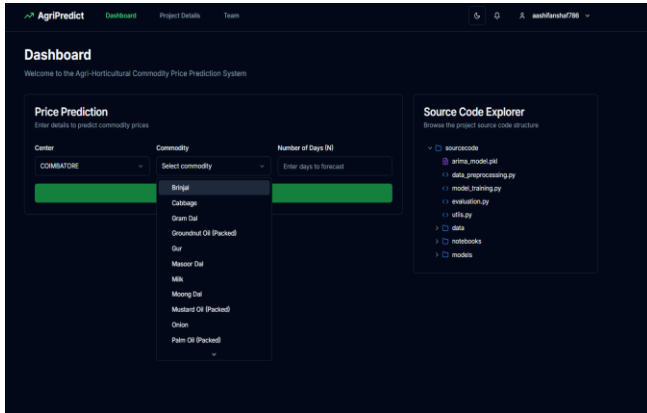 AgriPredict Dashboard Project Details Team aashifanshaf786
Dashboard
Welcome to the Agri-Horticultural Commodity Price Prediction System
Price Prediction
Enter details to predict commodity prices
Center Commodity Number of Days (N)
COIMBATORE Select commodity Enter days to forecast
Brinjal
Cabbage
Gram Dal
Groundnut Oil (Packed)
Gur
Masoor Dal
Milk
Moong Dal
Mustard Oil (Packed)
Onion
Palm Oil (Packed)
Source Code Explorer
Browse the project source code structure
sourcecode
arima_model.pkl
data_preprocessing.py
model_training.py
evaluation.py
utils.py
data
notebooks
models